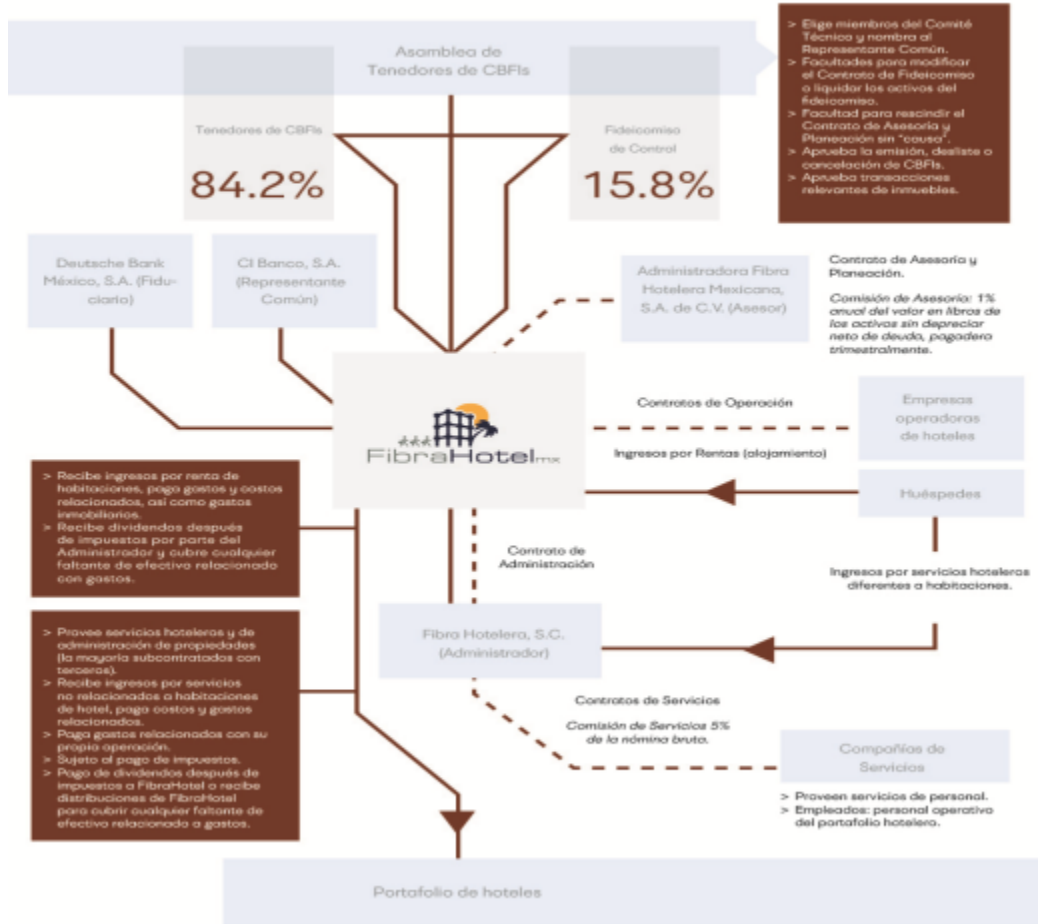 Asamblea de
Tenedores de CBFIs
> Elige miembros del Comité
Técnico y nombra al
Representante Común.
> Facultades para modificar
el Contrato de Fideicomiso
o liquidar los activos del
fideicomiso.
> Facultad para rescindir el
Contrato de Asesoría y
Planeación sin "causa".
> Aprueba la emisión, desliste o
cancelación de CBFIs.
> Aprueba transacciones
relevantes de inmuebles.
Tenedores de CBFIs
84.2%
Fideicomiso
de Control
15.8%
Deutsche Bank
México, S.A. (Fidu-
ciario)
CI Banco, S.A.
(Representante
Común)
Administradora Fibra
Hotelera Mexicana,
S.A. de C.V. (Asesor)
Contrato de Asesoría y
Planeación.
Comisión de Asesoría: 1%
anual del valor en libros de
los activos sin depreciar
neto de deuda, pagadera
trimestralmente.
FibraHotel mx
Contratos de Operación
Empresas
operadoras
de hoteles
Ingresos por Rentas (alojamiento)
Huéspedes
> Recibe ingresos por renta de
habitaciones, paga gastos y costos
relacionados, así como gastos
inmobiliarios.
> Recibe dividendos después
de impuestos por parte del
Administrador y cubre cualquier
faltante de efectivo relacionado
con gastos.
Contrato de
Administración
Ingresos por servicios hoteleros
diferentes a habitaciones.
> Provee servicios hoteleros y de
administración de propiedades
(la mayoría subcontratados con
terceros).
> Recibe ingresos por servicios
no relacionados a habitaciones
de hotel, paga costos y gastos
relacionados.
> Paga gastos relacionados con su
propia operación.
> Sujeto al pago de impuestos.
> Pago de dividendos después de
impuestos a FibraHotel o recibe
distribuciones de FibraHotel
para cubrir cualquier faltante de
efectivo relacionado a gastos.
Fibra Hotelera, S.C.
(Administrador)
Contratos de Servicios
Comisión de Servicios 5%
de la nómina bruta.
Compañías de
Servicios
> Proveen servicios de personal.
> Empleados: personal operativo
del portafolio hotelero.
Portafolio de hoteles